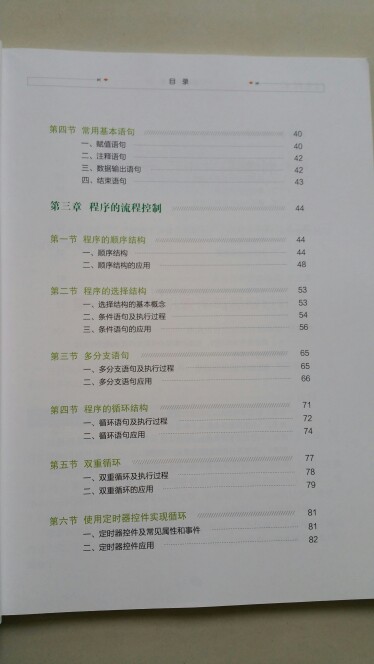 目 录
第四节 常用基本语句 40
一、赋值语句 40
二、注释语句 42
三、数据输出语句 42
四、结束语句 43
第三章 程序的流程控制 44
第一节 程序的顺序结构 44
一、顺序结构 44
二、顺序结构的应用 48
第二节 程序的选择结构 53
一、选择结构的基本概念 53
二、条件语句及执行过程 54
三、条件语句的应用 56
第三节 多分支语句 65
一、多分支语句及执行过程 65
二、多分支语句应用 66
第四节 程序的循环结构 71
一、循环语句及执行过程 72
二、循环语句应用 74
第五节 双重循环 77
一、双重循环及执行过程 78
二、双重循环的应用 79
第六节 使用定时器控件实现循环 81
一、定时器控件及常见属性和事件 81
二、定时器控件应用 82